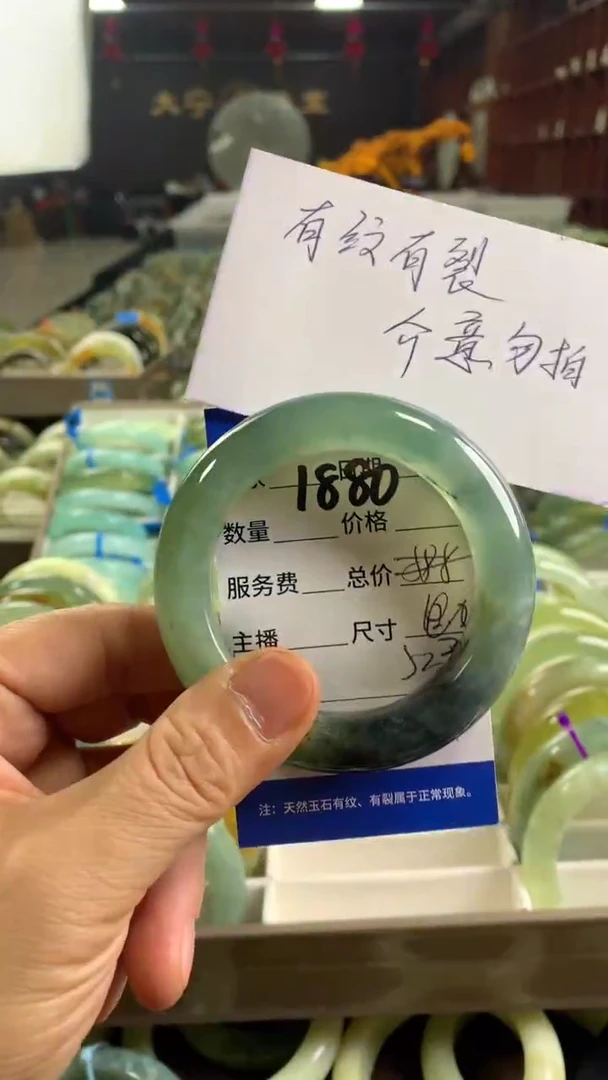 有纹有裂
介意勿拍
1880
数量 价格
服务费 总价
主播 尺寸
注：天然玉石有纹、有裂属于正常现象。